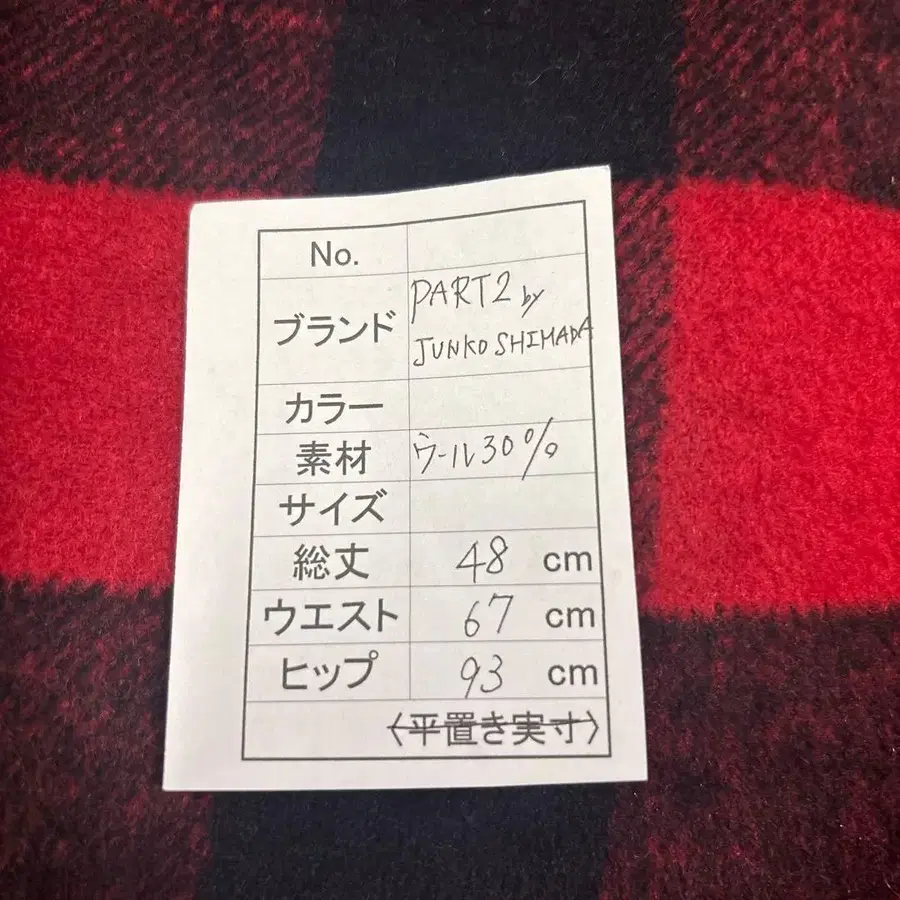 No.
ブランド PART2 by
JUNKO SHIMADA
カラー
素材 ウール30%
サイズ
総丈 48 cm
ウエスト 67 cm
ヒップ 93 cm
〈平置き実寸〉